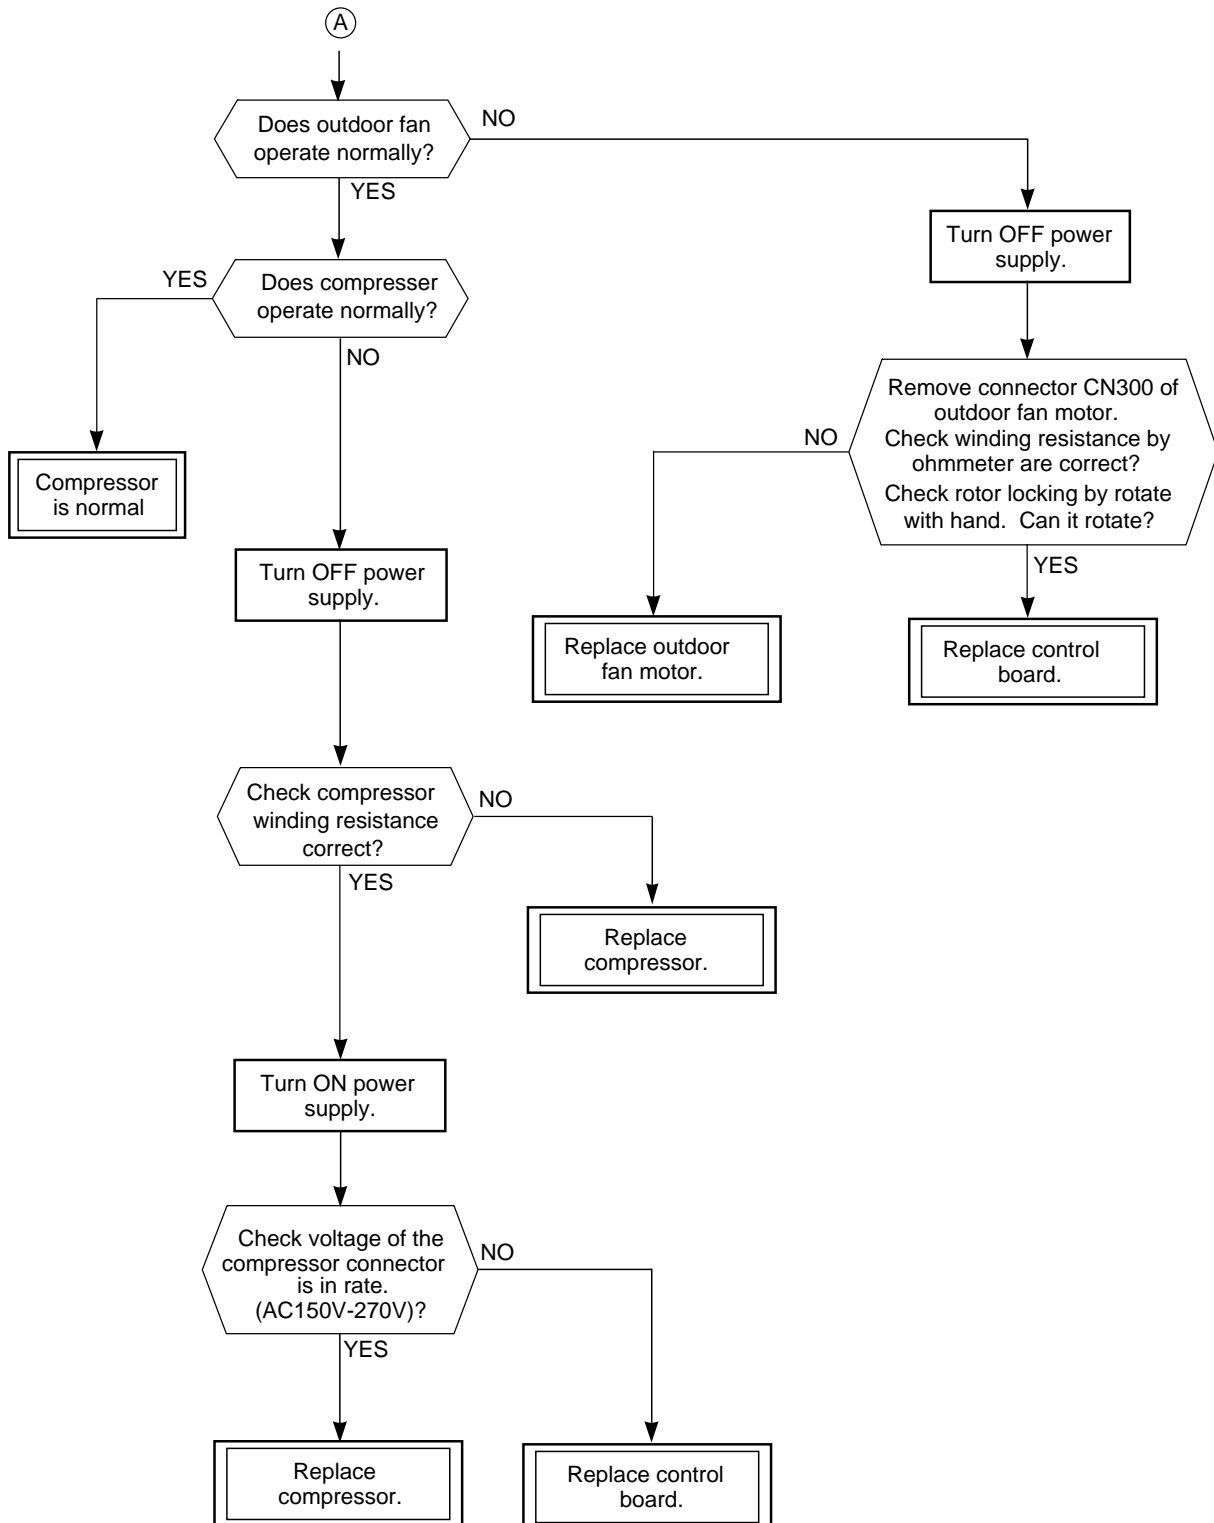 A
Does outdoor fan
operate normally?
NO
YES
Turn OFF power
supply.
YES
Does compresser
operate normally?
NO
Remove connector CN300 of
outdoor fan motor.
Check winding resistance by
ohmmeter are correct?
Check rotor locking by rotate
with hand. Can it rotate?
NO
YES
Compressor
is normal
Turn OFF power
supply.
Replace outdoor
fan motor.
Replace control
board.
Check compressor
winding resistance
correct?
NO
YES
Replace
compressor.
Turn ON power
supply.
Check voltage of the
compressor connector
is in rate.
(AC150V-270V)?
NO
YES
Replace
compressor.
Replace control
board.